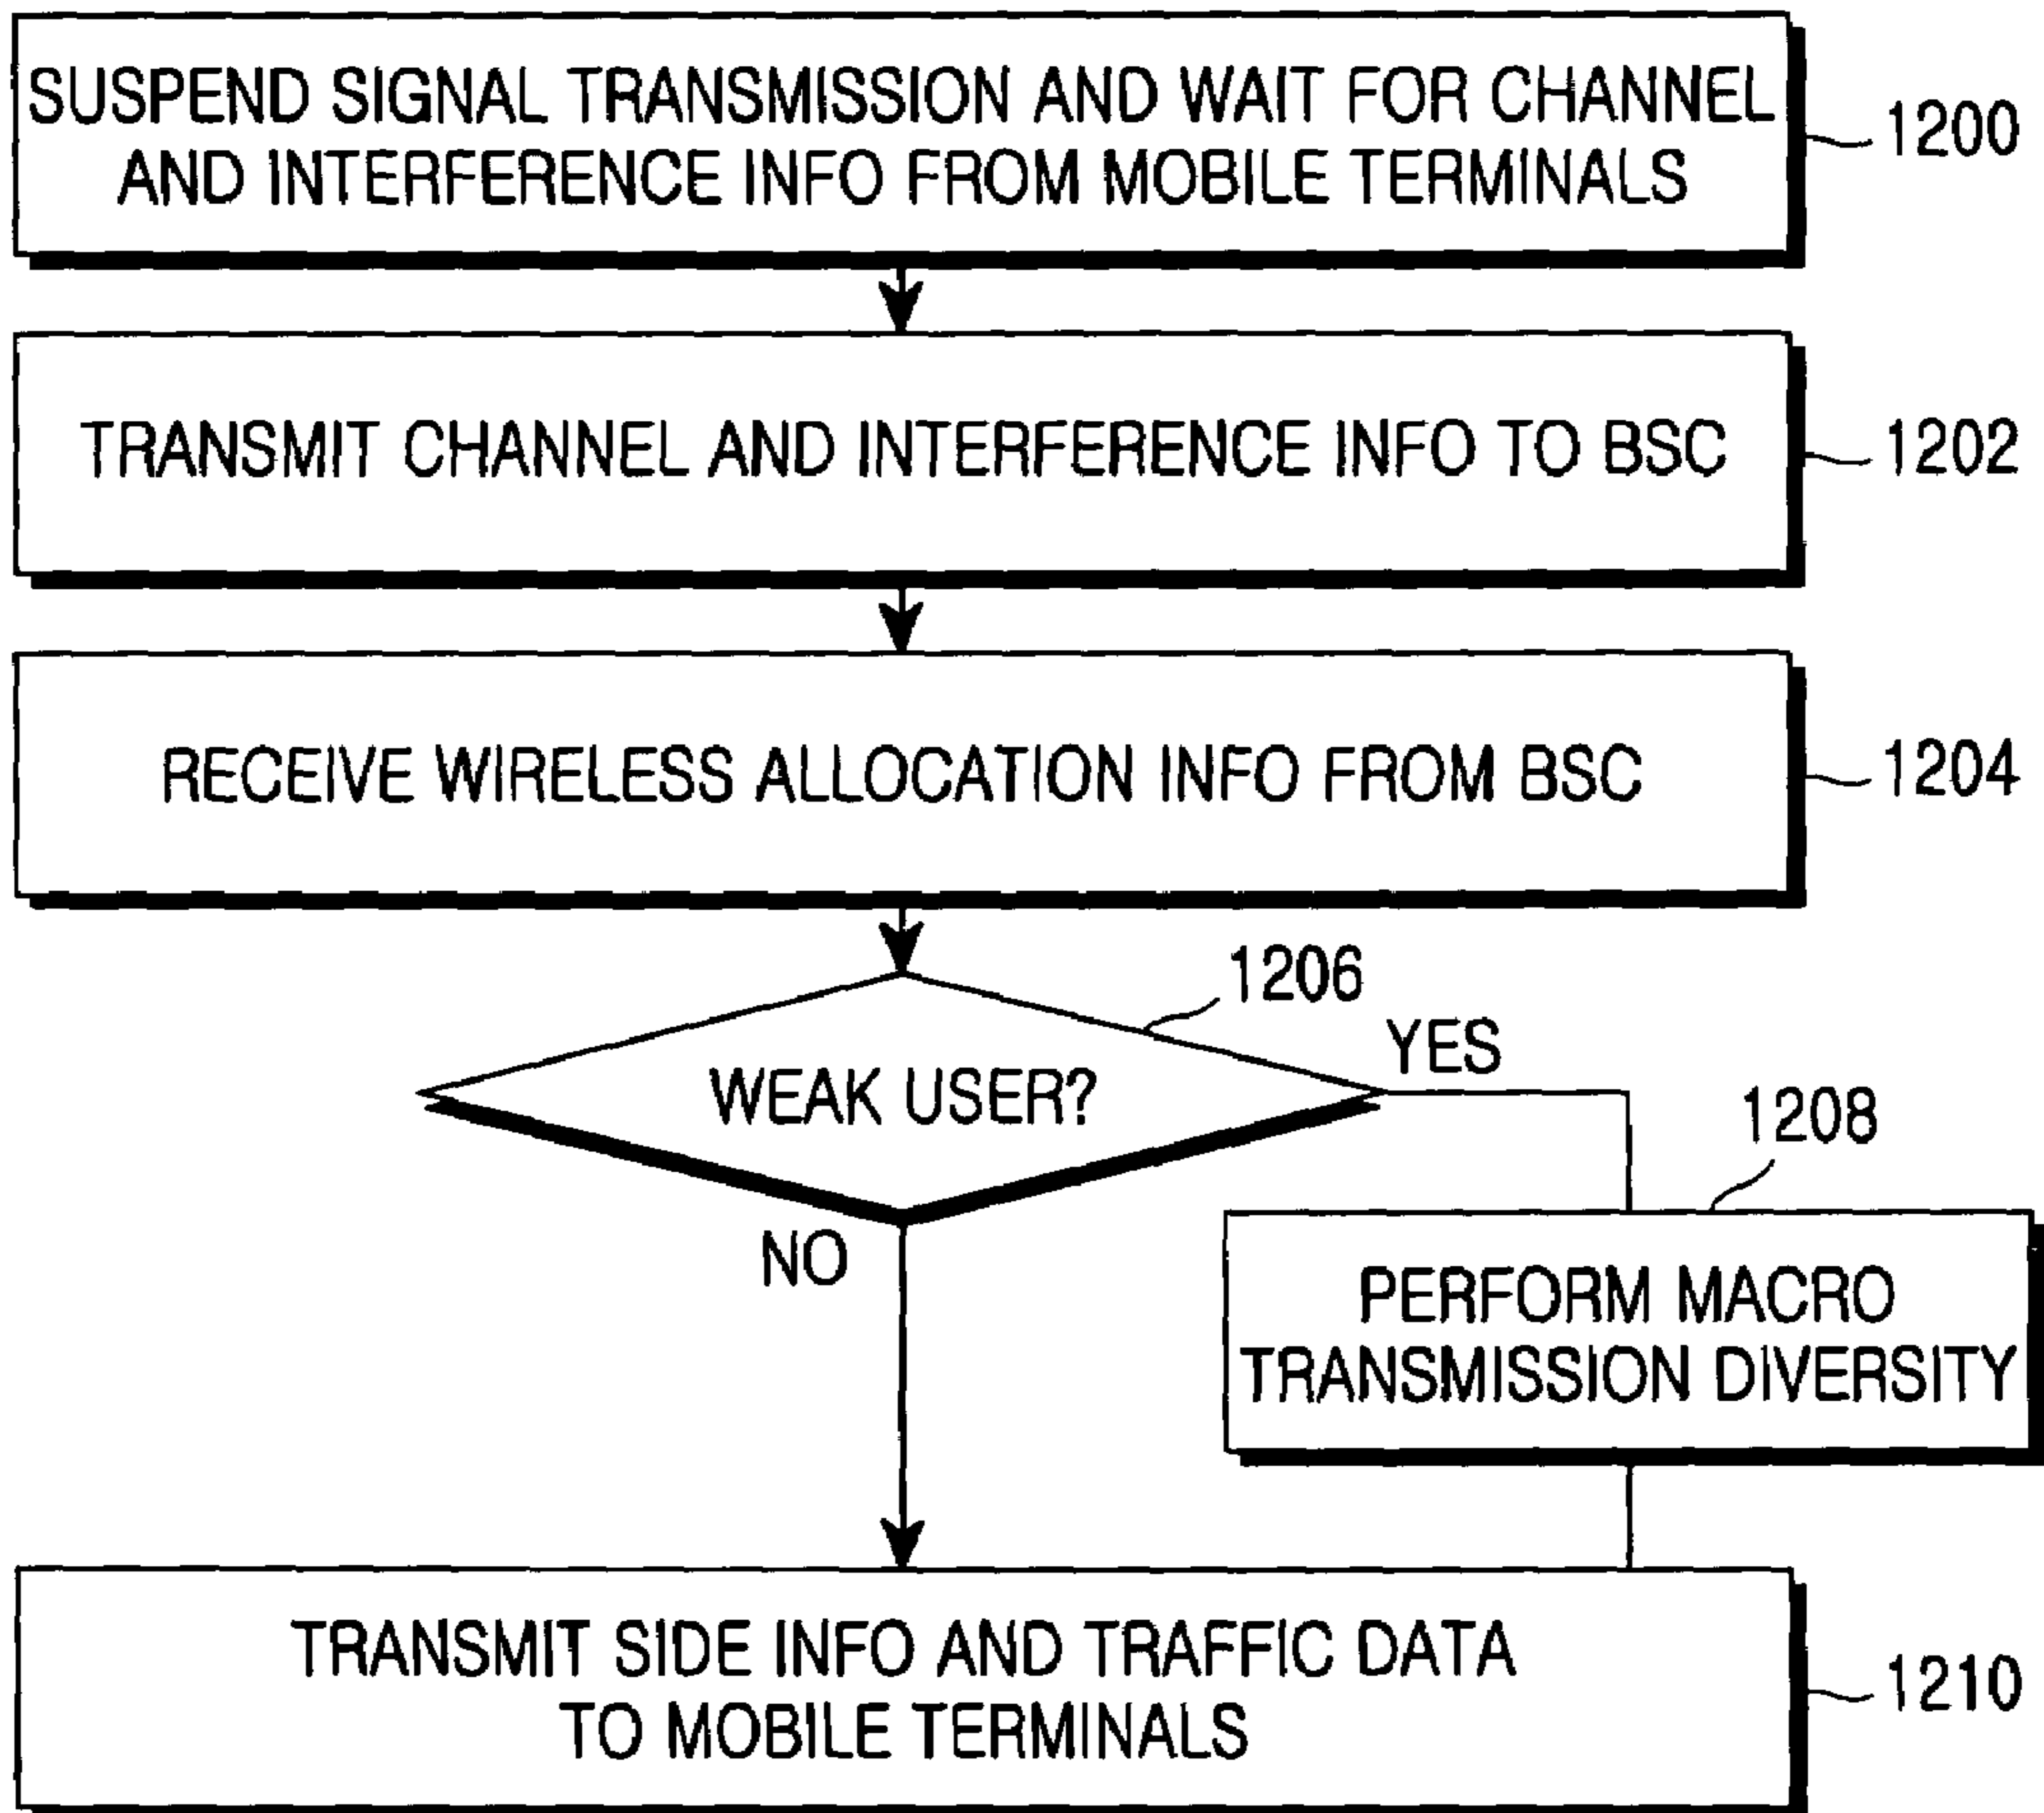 SUSPEND SIGNAL TRANSMISSION AND WAIT FOR CHANNEL
AND INTERFERENCE INFO FROM MOBILE TERMINALS
1200
TRANSMIT CHANNEL AND INTERFERENCE INFO TO BSC
1202
RECEIVE WIRELESS ALLOCATION INFO FROM BSC
1204
1206
WEAK USER?
YES
1208
NO
PERFORM MACRO
TRANSMISSION DIVERSITY
TRANSMIT SIDE INFO AND TRAFFIC DATA
TO MOBILE TERMINALS
1210